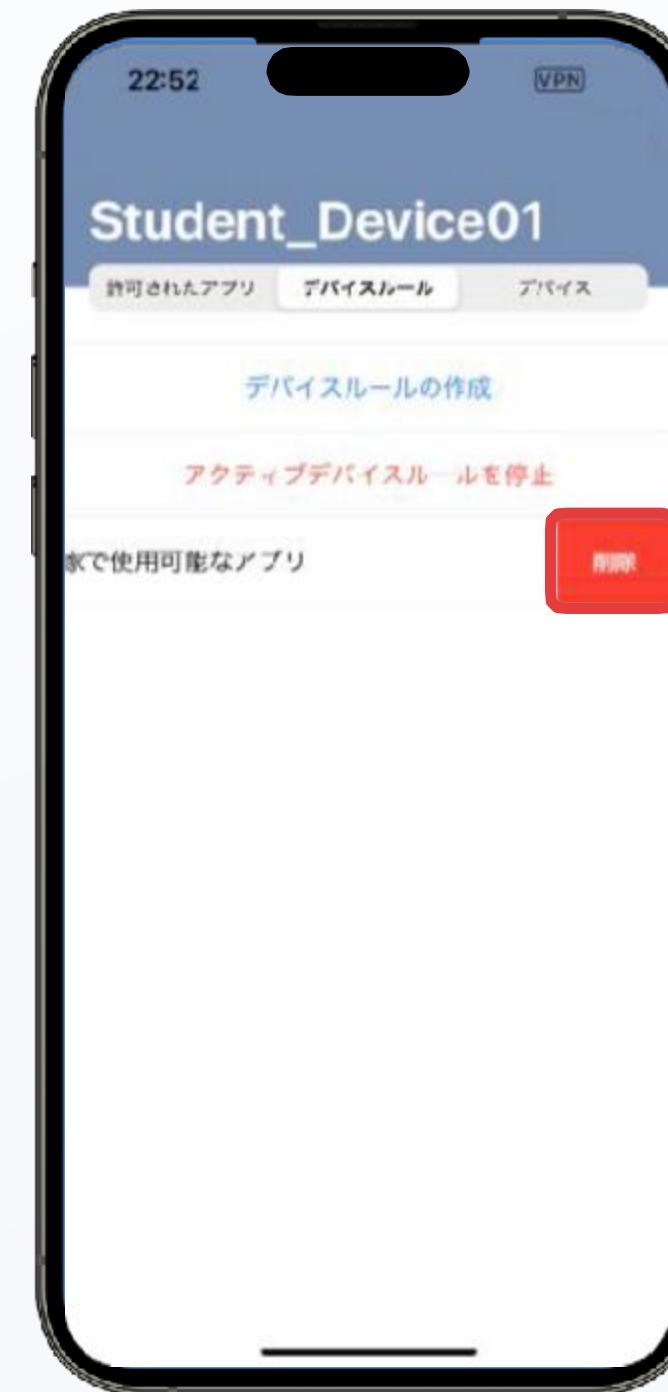 22:52
VPN
Student_Device01
許可されたアプリ
デバイスルール
デバイス
デバイスルールの作成
アクティブデバイスルールを停止
家で使用可能なアプリ
削除